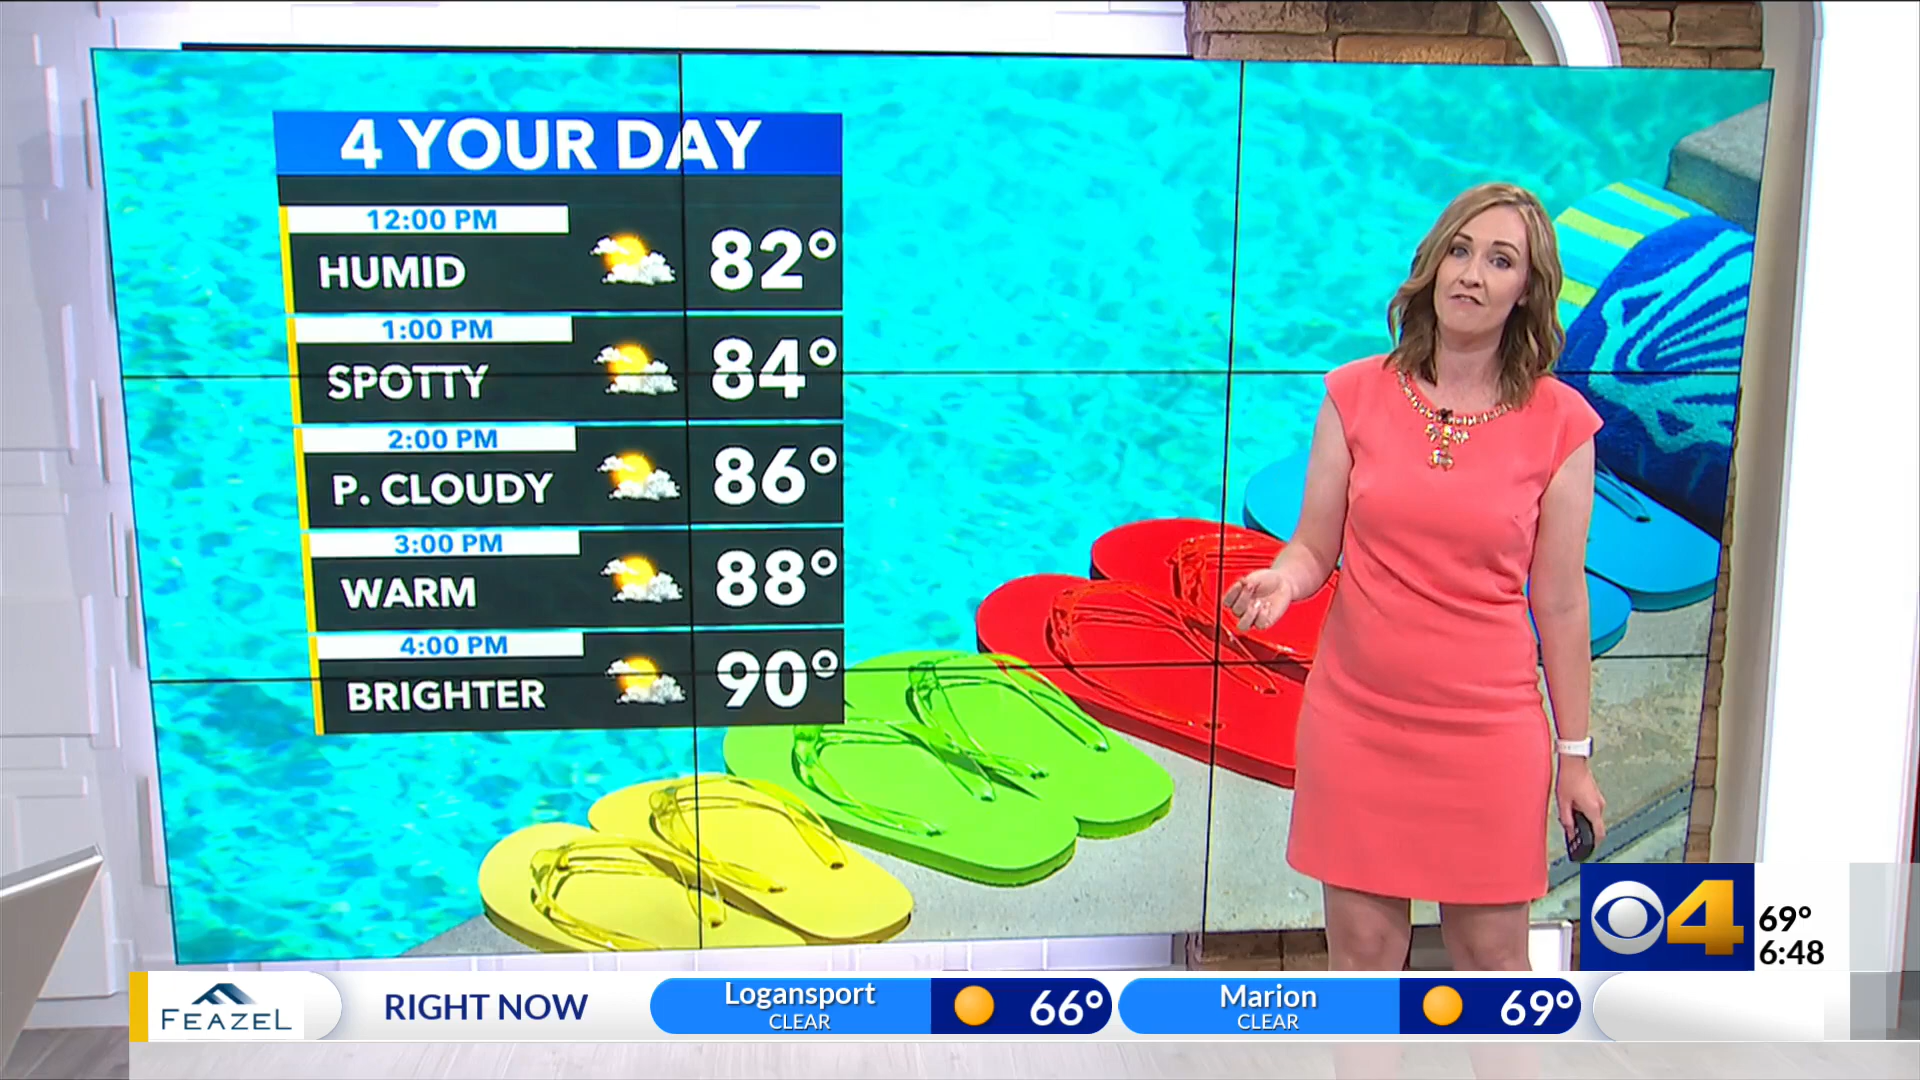 4 YOUR DAY
12:00 PM
HUMID
82°
1:00 PM
SPOTTY
84°
2:00 PM
P. CLOUDY
86°
3:00 PM
WARM
88°
4:00 PM
BRIGHTER
90°
4
69°
6:48
FEAZEL
RIGHT NOW
Logansport
CLEAR
66°
Marion
CLEAR
69°